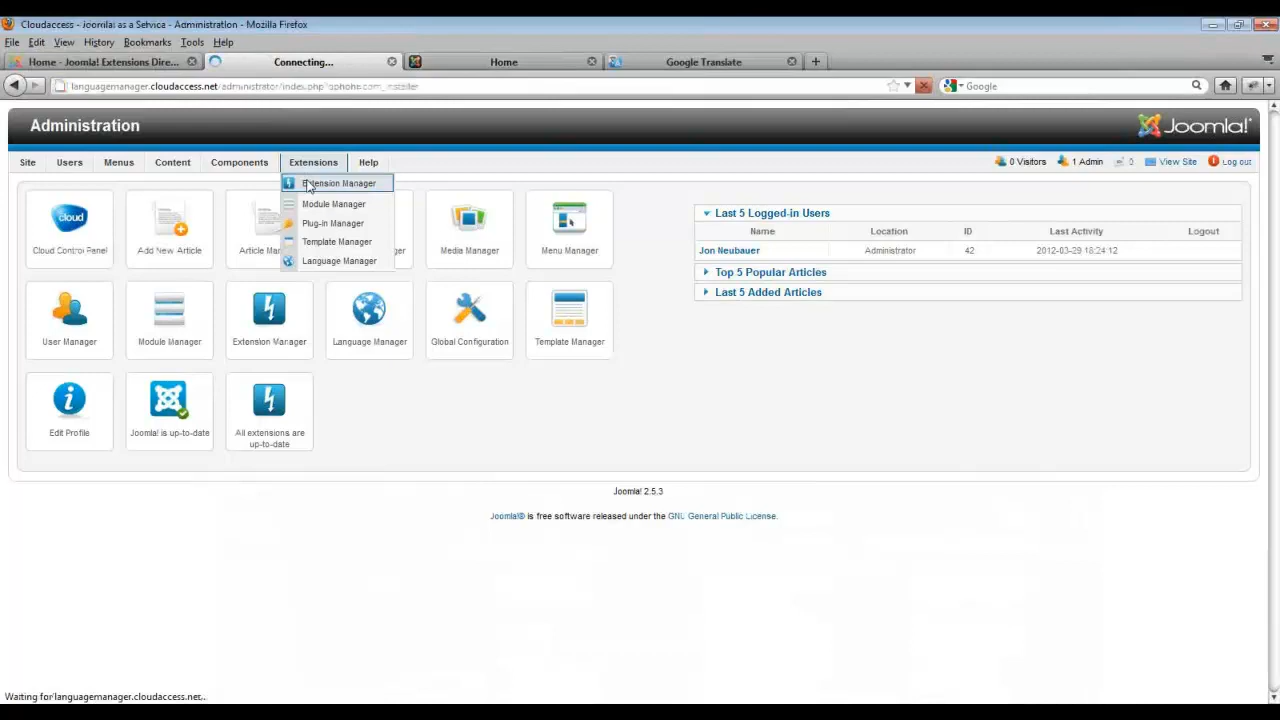 Cloudaccess - Joomla! as a Service - Administration - Mozilla Firefox
File Edit View History Bookmarks Tools Help
Home - Joomla! Extensions Dire... Connecting... Home Google Translate
languagemanager.cloudaccess.net/administrator/index.php?option=com_installer Google
Administration Joomla!
Site Users Menus Content Components Extensions Help 0 Visitors 1 Admin 0 View Site Log out
Extension Manager
Module Manager
Plug-in Manager
Template Manager
Language Manager
Cloud Control Panel Add New Article Media Manager Menu Manager
User Manager Module Manager Extension Manager Language Manager Global Configuration Template Manager
Edit Profile Joomla! is up-to-date All extensions are
up-to-date
Last 5 Logged-in Users
Name Location ID Last Activity Logout
Jon Neubauer Administrator 42 2012-03-29 18:24:12
Top 5 Popular Articles
Last 5 Added Articles
Joomla! 2.5.3
Joomla!® is free software released under the GNU General Public License.
Waiting for languagemanager.cloudaccess.net...